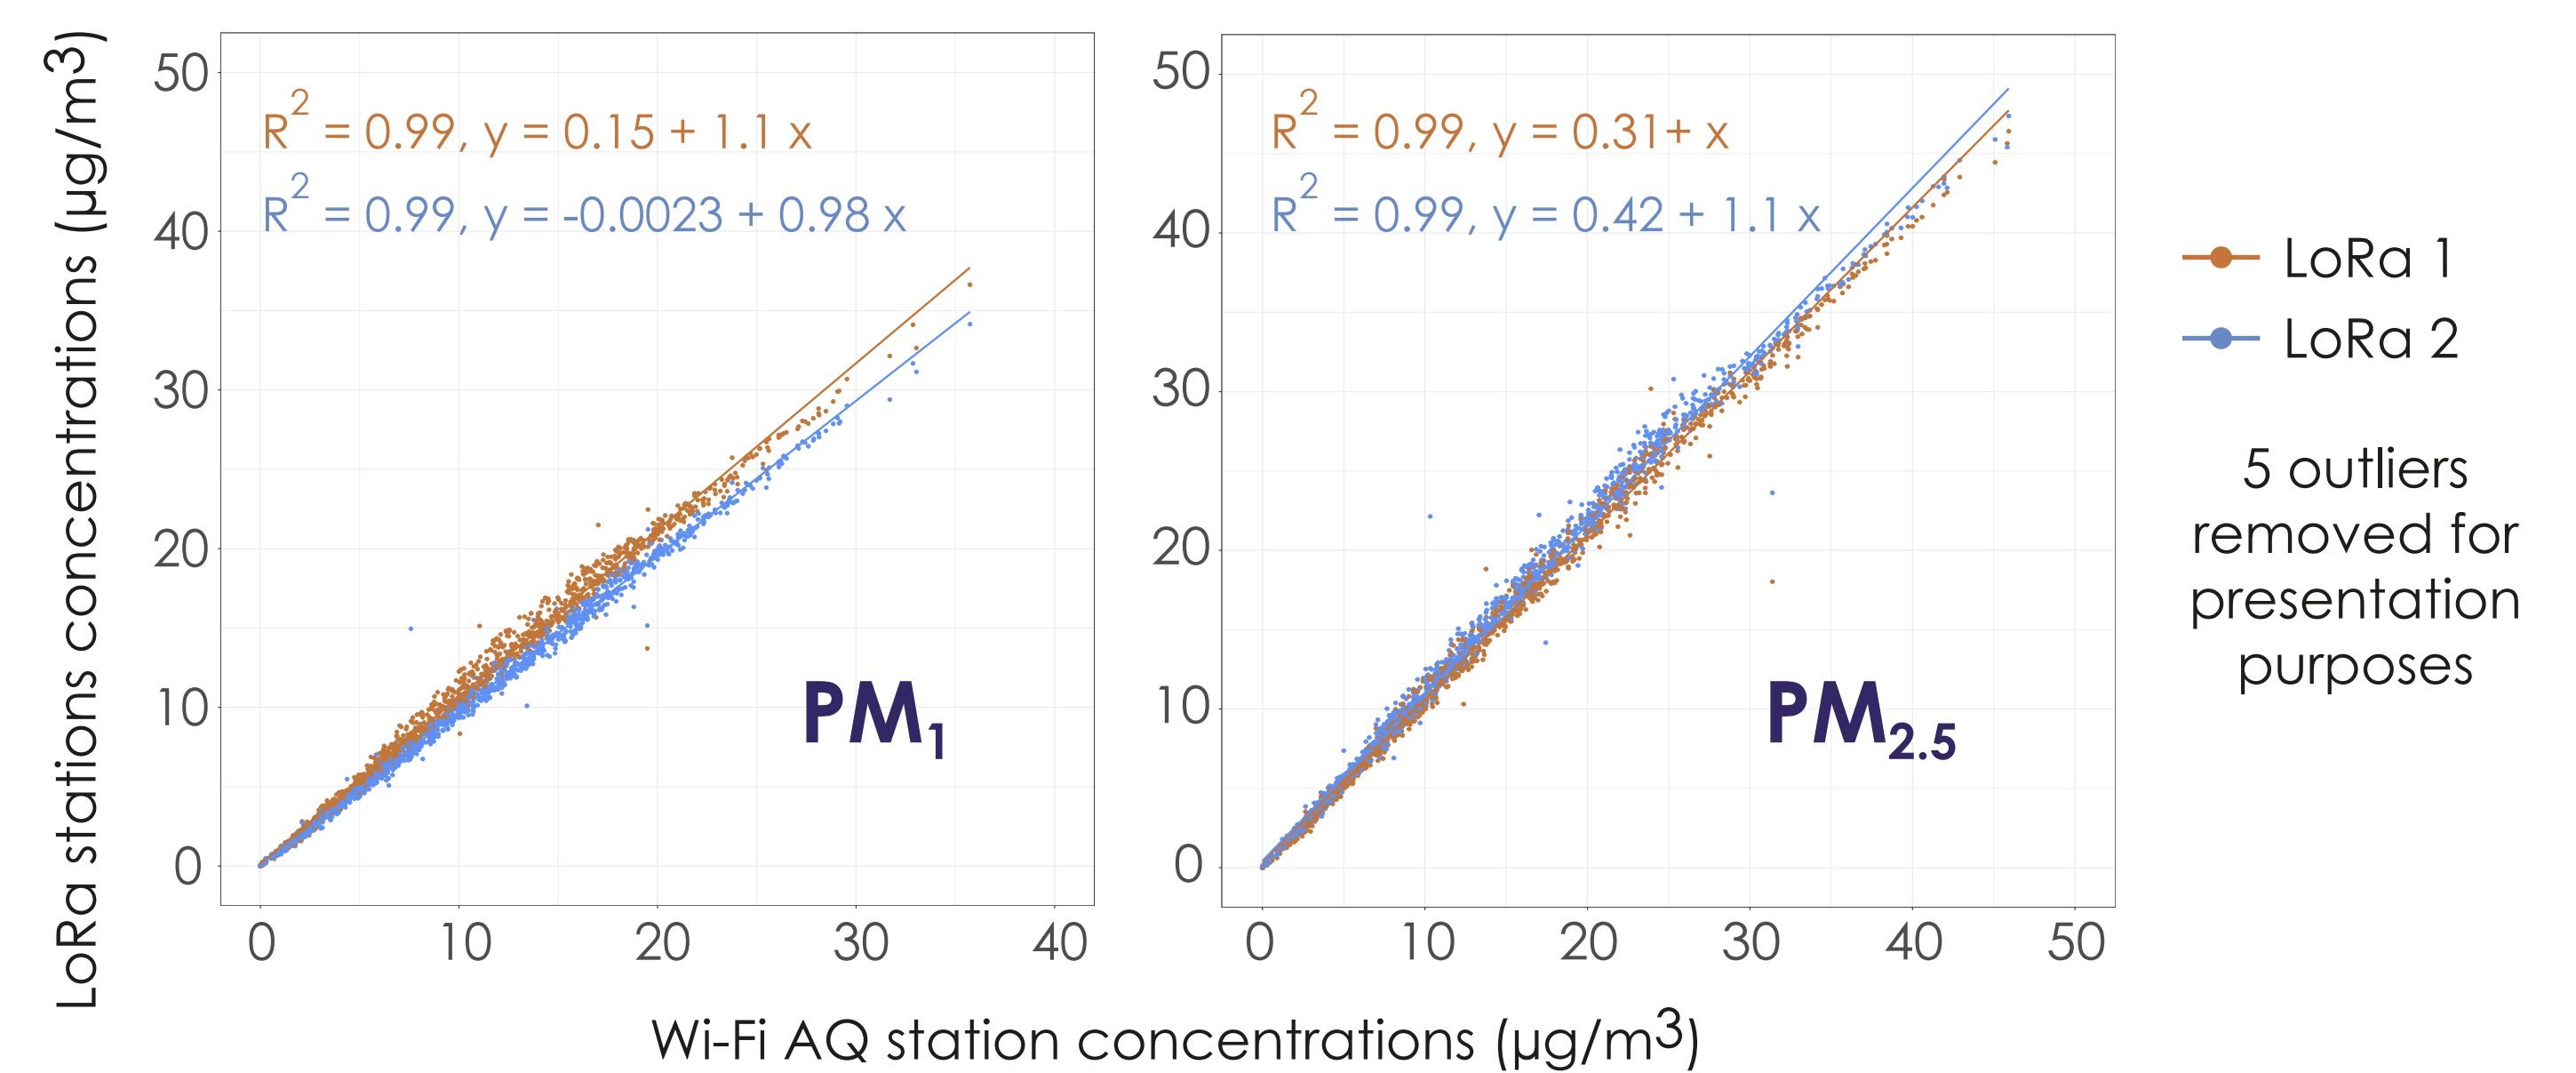 LoRa stations concentrations (µg/m³)
50
40
30
20
10
0
R² = 0.99, y = 0.15 + 1.1 x
R² = 0.99, y = -0.0023 + 0.98 x
PM₁
0 10 20 30 40
50
40
30
20
10
0
R² = 0.99, y = 0.31+ x
R² = 0.99, y = 0.42 + 1.1 x
PM₂.₅
0 10 20 30 40 50
Wi-Fi AQ station concentrations (µg/m³)
LoRa 1
LoRa 2
5 outliers
removed for
presentation
purposes